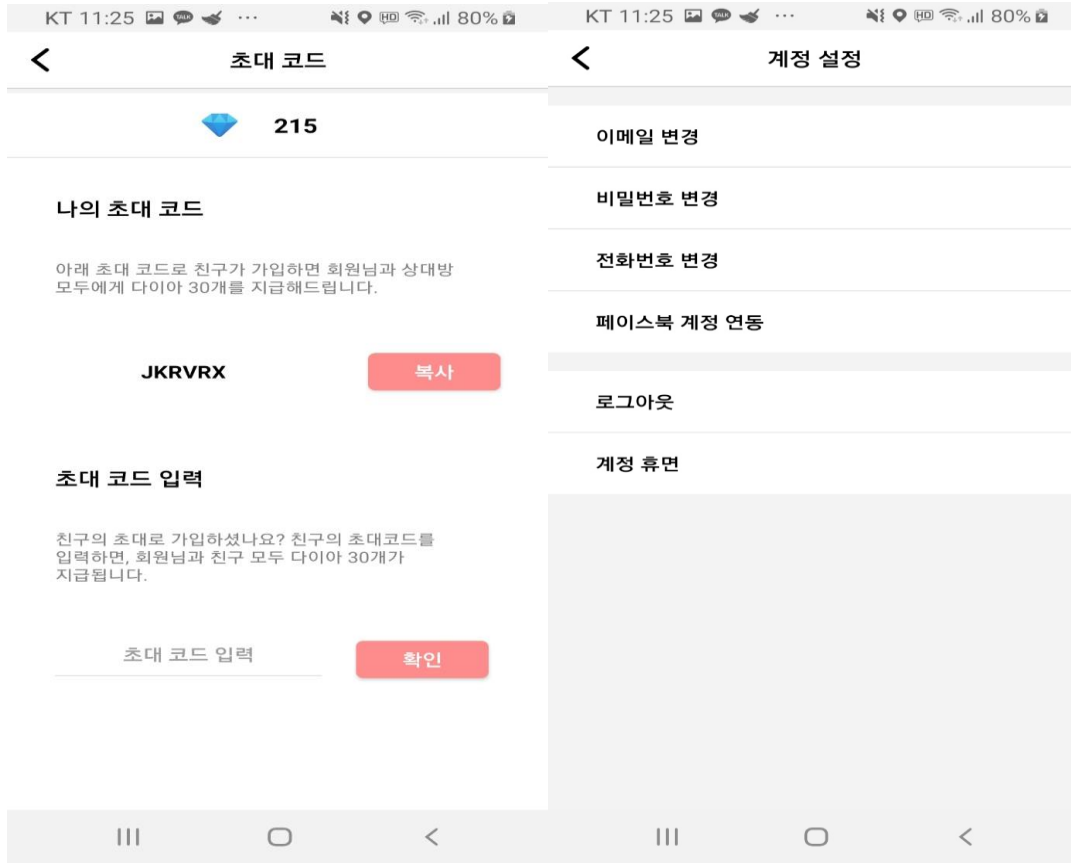 KT 11:25 ··· HD 80%
초대 코드
215
나의 초대 코드
아래 초대 코드로 친구가 가입하면 회원님과 상대방
모두에게 다이아 30개를 지급해드립니다.
JKRVRX 복사
초대 코드 입력
친구의 초대로 가입하셨나요? 친구의 초대코드를
입력하면, 회원님과 친구 모두 다이아 30개가
지급됩니다.
초대 코드 입력 확인
KT 11:25 TALK ··· HD 80%
계정 설정
이메일 변경
비밀번호 변경
전화번호 변경
페이스북 계정 연동
로그아웃
계정 휴면